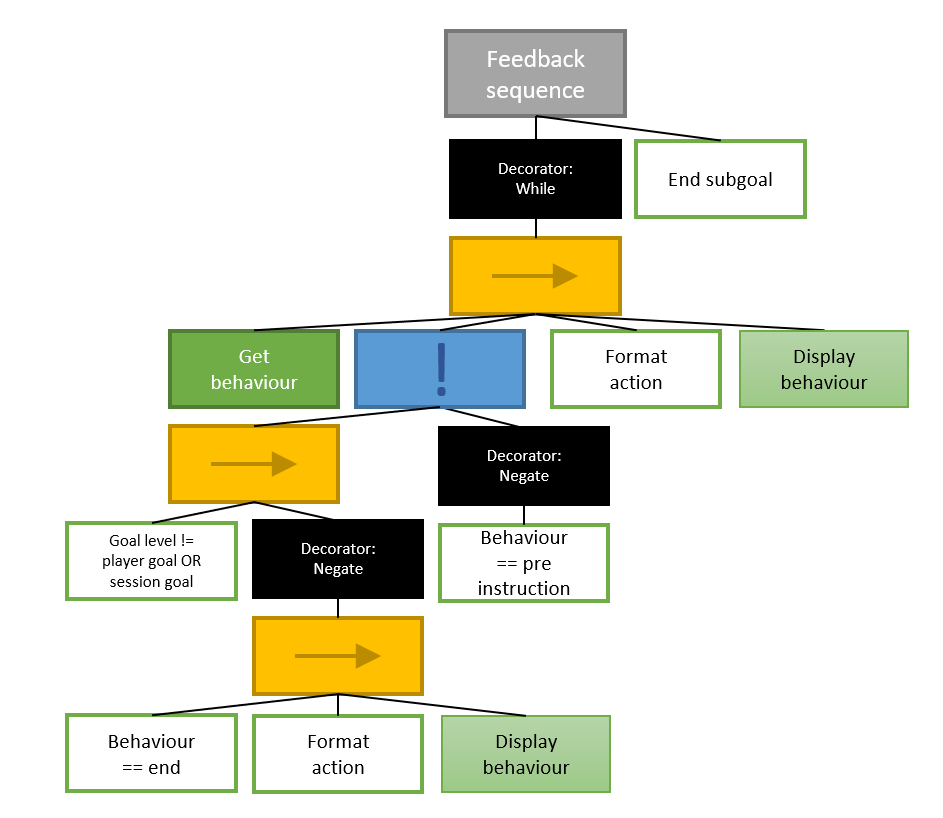 Feedback
sequence
Decorator:
While
End subgoal
Get
behaviour
!
Format
action
Display
behaviour
Decorator:
Negate
Goal level !=
player goal OR
session goal
Decorator:
Negate
Behaviour
== pre
instruction
Behaviour
== end
Format
action
Display
behaviour